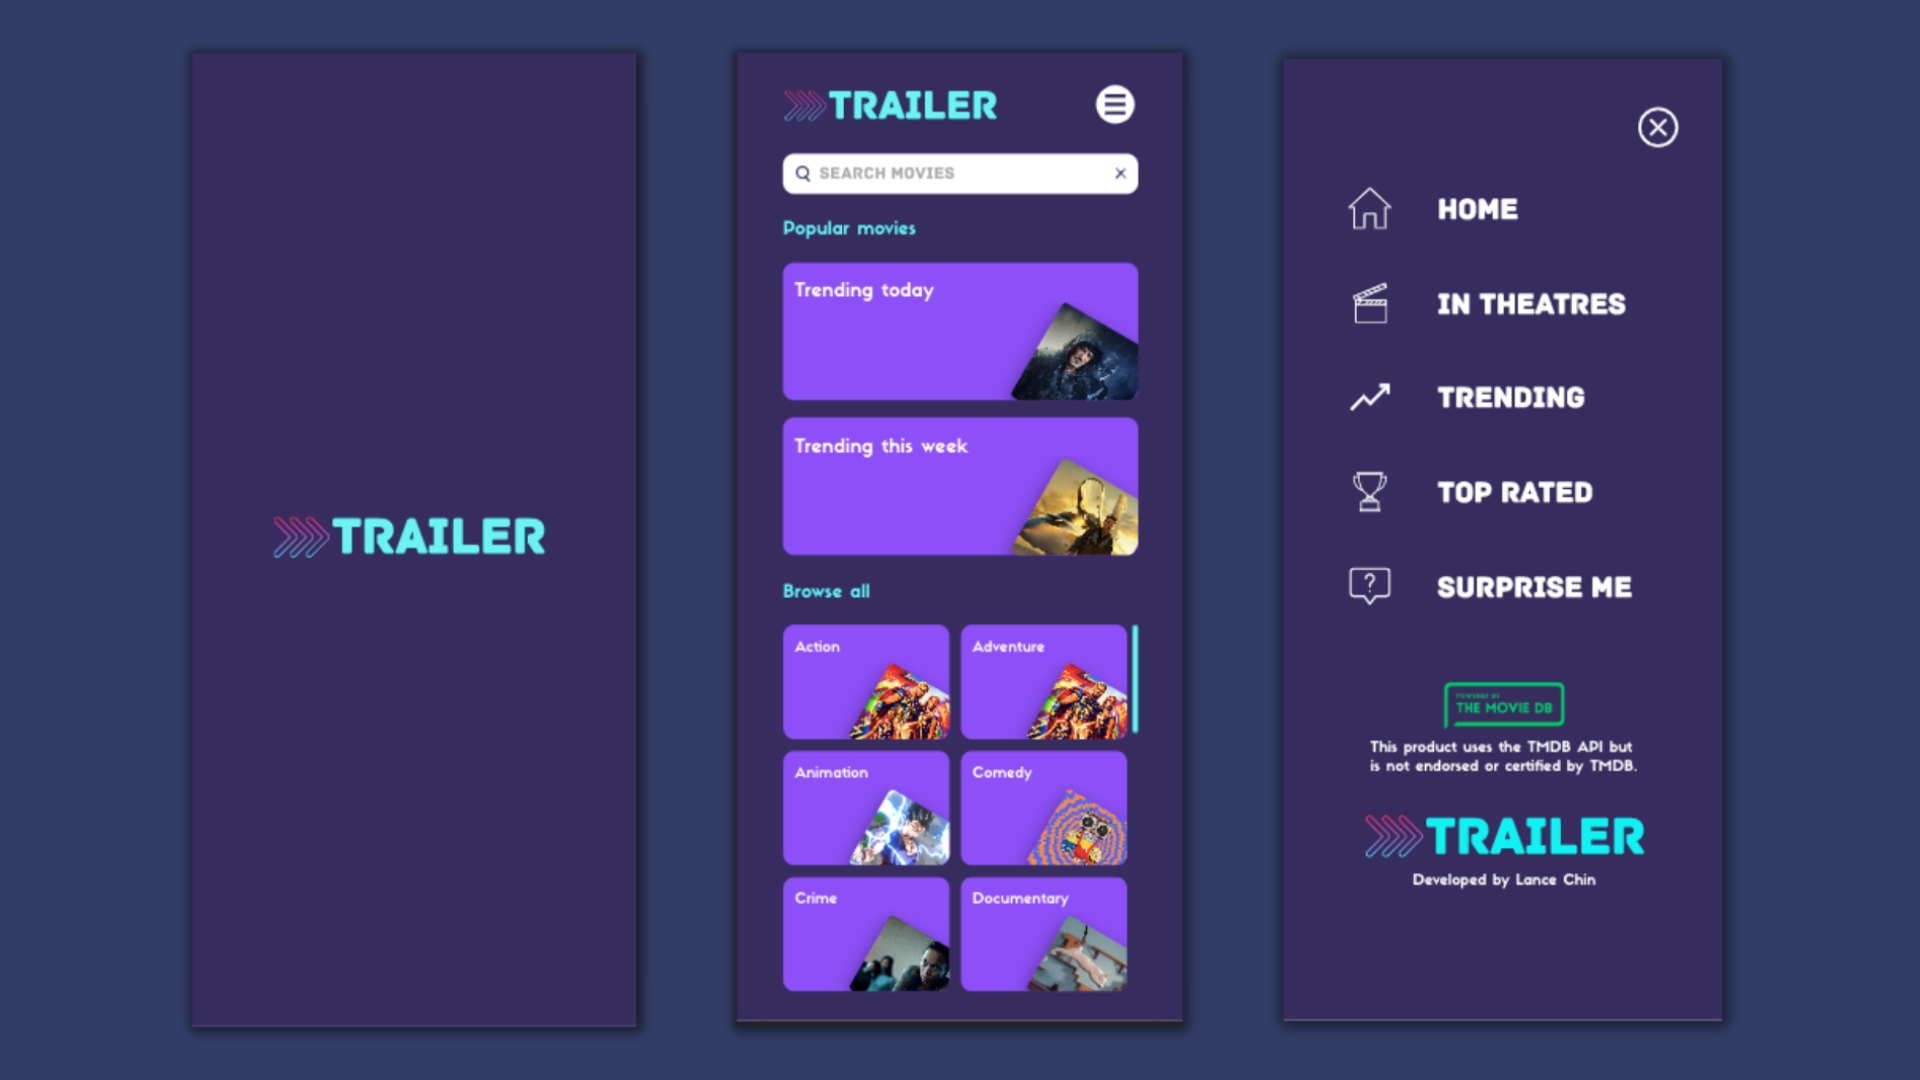 TRAILER
TRAILER
SEARCH MOVIES
Popular movies
Trending today
Trending this week
Browse all
Action
Adventure
Animation
Comedy
Crime
Documentary
HOME
IN THEATRES
TRENDING
TOP RATED
SURPRISE ME
POWERED BY
THE MOVIE DB
This product uses the TMDB API but
is not endorsed or certified by TMDB.
TRAILER
Developed by Lance Chin